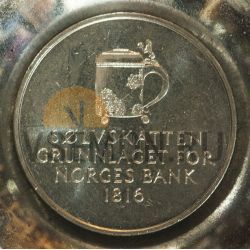 SØLVSKATTEN
GRUNNLAGET FOR
NORGES BANK
1816